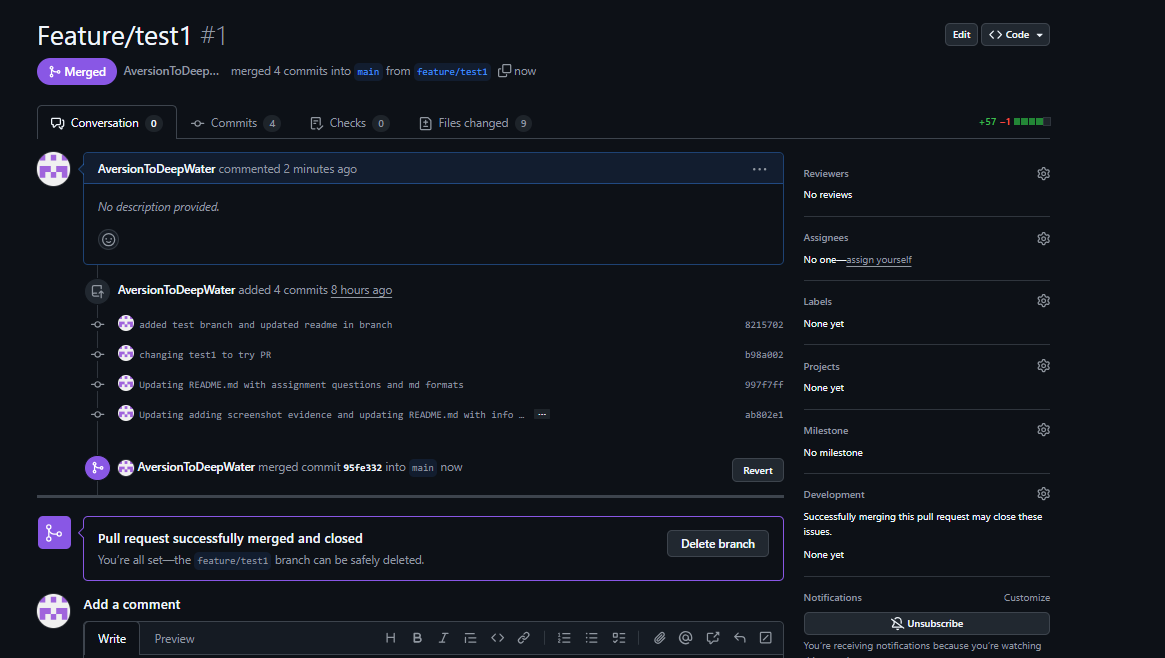 Feature/test1 #1
Edit
Code
Merged
AversionToDeep... merged 4 commits into main from feature/test1 now
Conversation 0
Commits 4
Checks 0
Files changed 9
+57 −1
AversionToDeepWater commented 2 minutes ago
No description provided.
AversionToDeepWater added 4 commits 8 hours ago
added test branch and updated readme in branch 8215702
changing test1 to try PR b98a002
Updating README.md with assignment questions and md formats 997f7ff
Updating adding screenshot evidence and updating README.md with info … ab802e1
AversionToDeepWater merged commit 95fe332 into main now
Revert
Pull request successfully merged and closed
You're all set—the feature/test1 branch can be safely deleted.
Delete branch
Add a comment
Write
Preview
Reviewers
No reviews
Assignees
No one—assign yourself
Labels
None yet
Projects
None yet
Milestone
No milestone
Development
Successfully merging this pull request may close these
issues.
None yet
Notifications
Customize
Unsubscribe
You're receiving notifications because you're watching